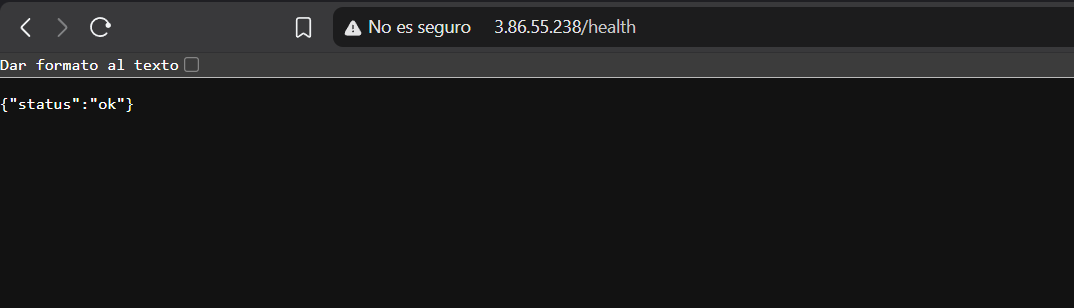 No es seguro 3.86.55.238/health
Dar formato al texto
{"status":"ok"}